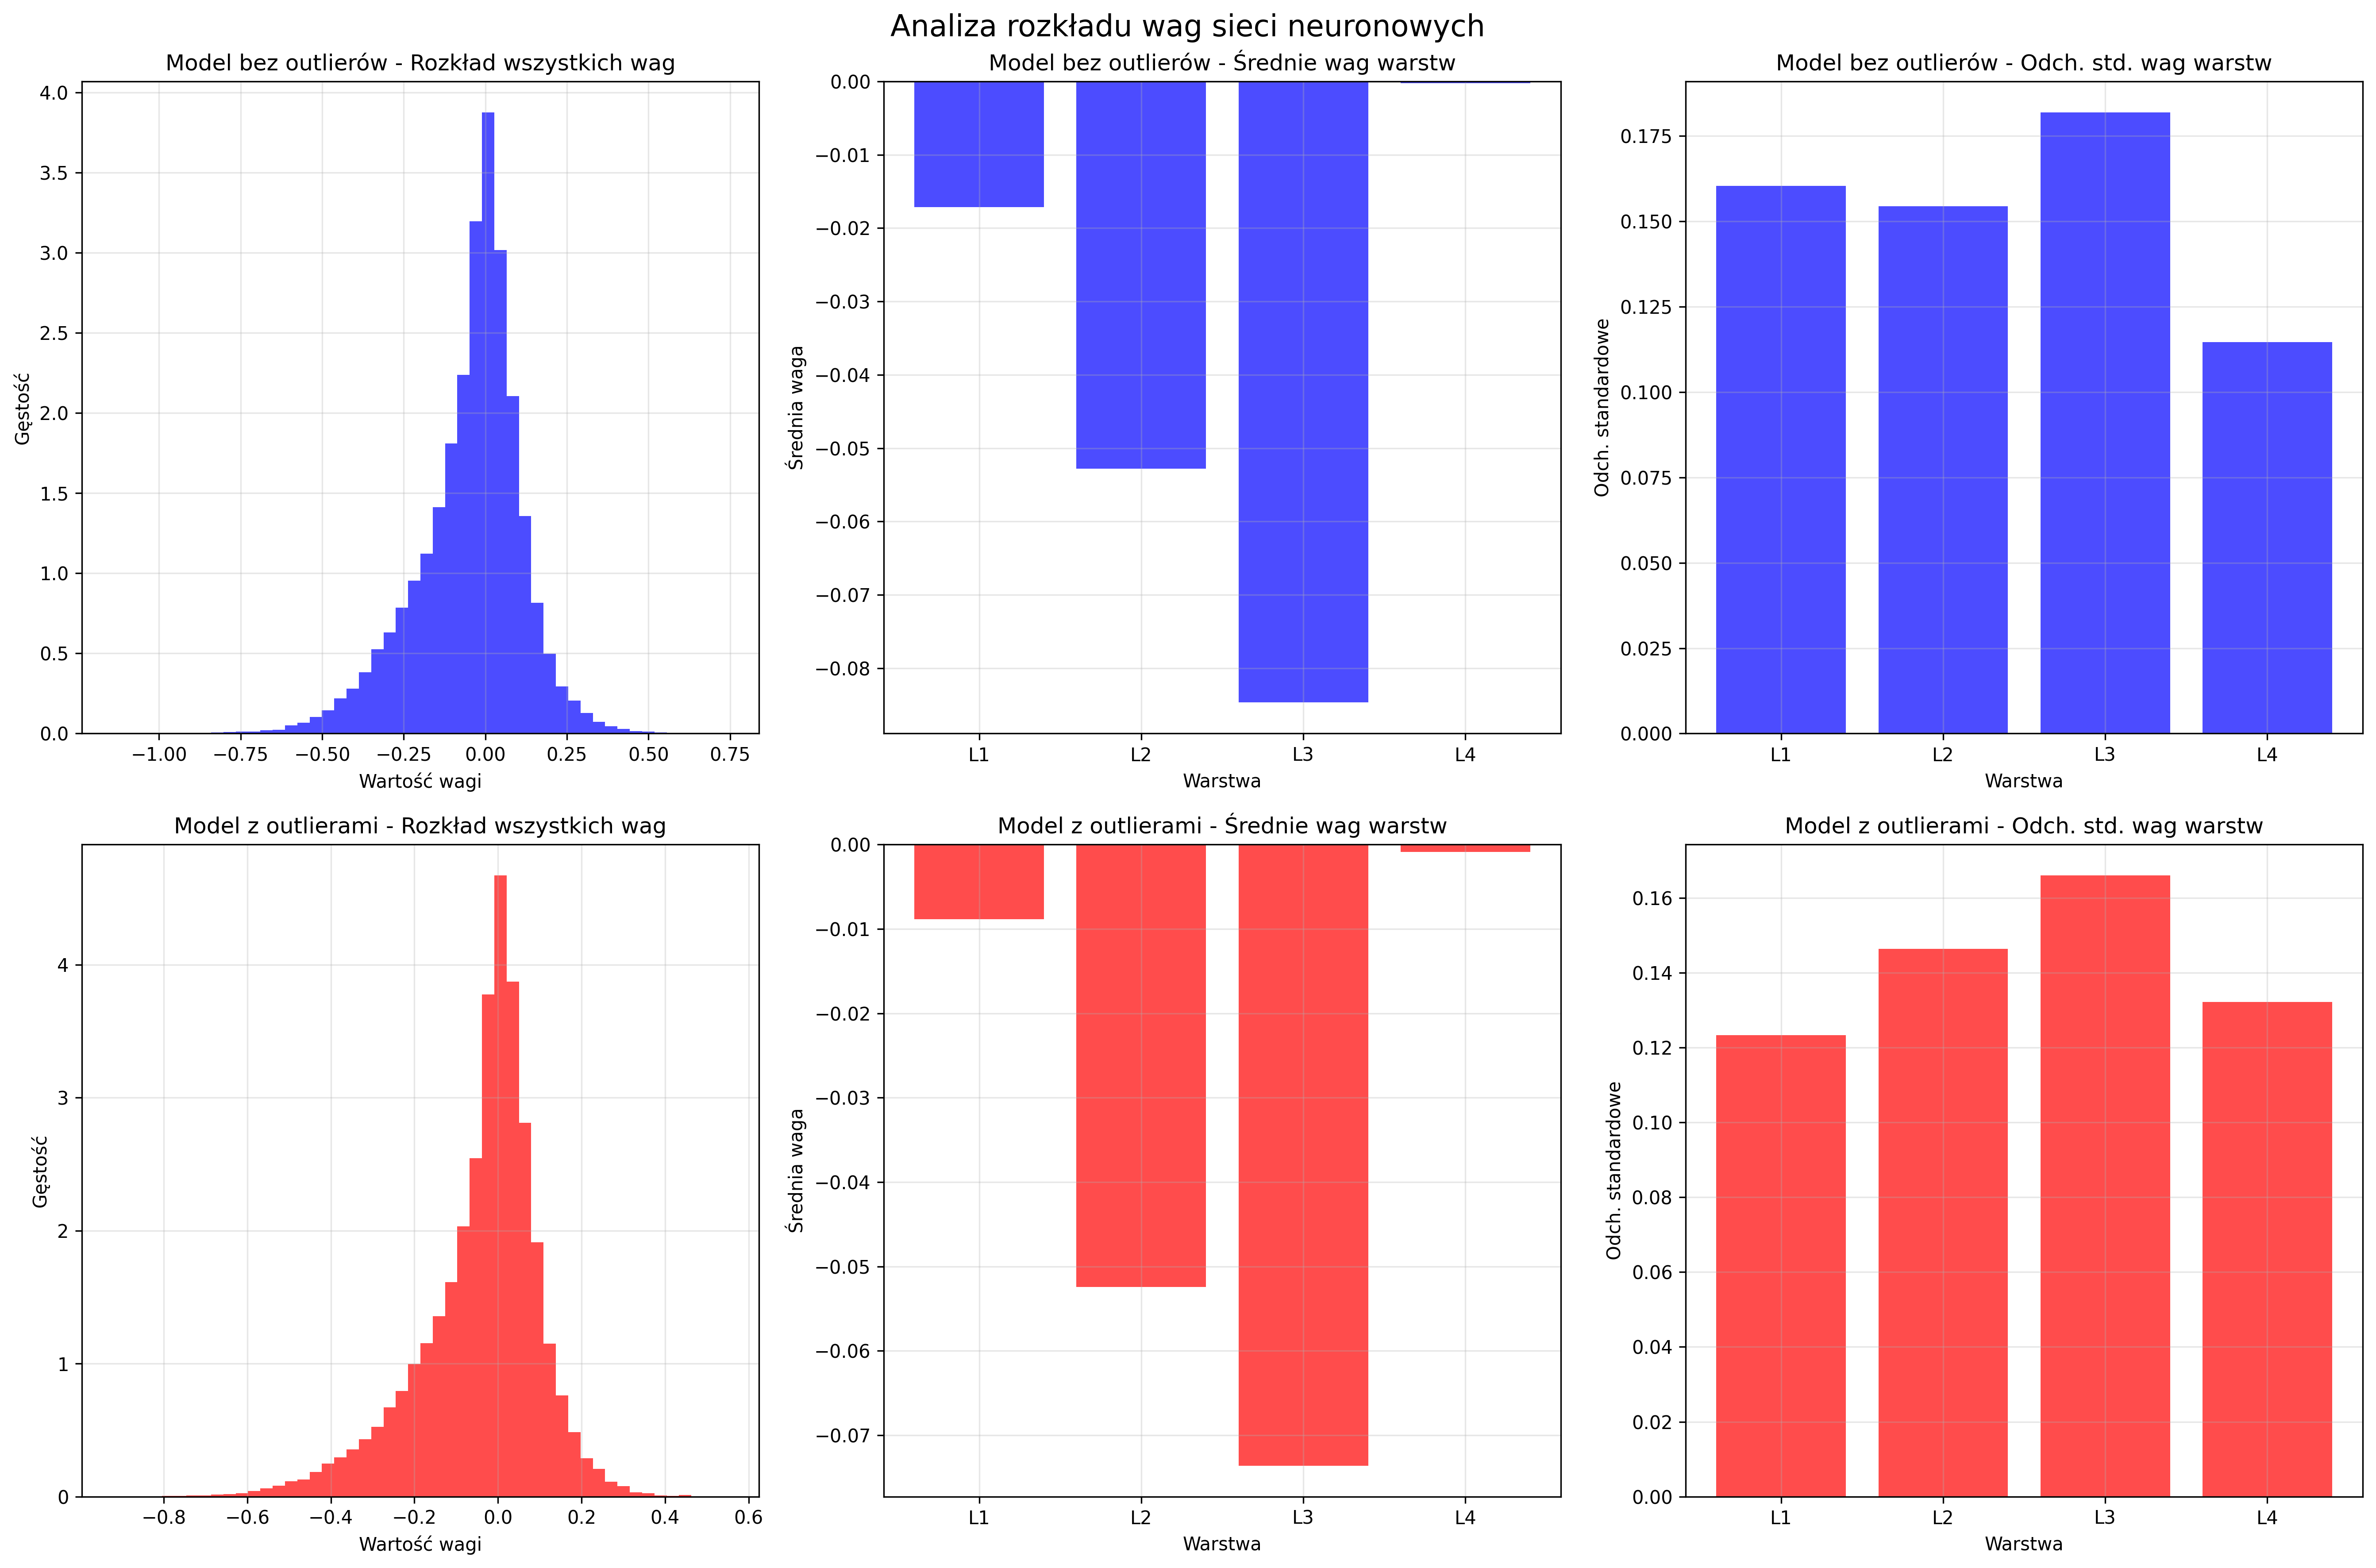 Analiza rozkładu wag sieci neuronowych
Model bez outlierów - Rozkład wszystkich wag
4.0
3.5
3.0
2.5
2.0
1.5
1.0
0.5
0.0
Gęstość
−1.00 −0.75 −0.50 −0.25 0.00 0.25 0.50 0.75
Wartość wagi
Model bez outlierów - Średnie wag warstw
0.00
−0.01
−0.02
−0.03
−0.04
−0.05
−0.06
−0.07
−0.08
Średnia waga
L1 L2 L3 L4
Warstwa
Model bez outlierów - Odch. std. wag warstw
0.175
0.150
0.125
0.100
0.075
0.050
0.025
0.000
Odch. standardowe
L1 L2 L3 L4
Warstwa
Model z outlierami - Rozkład wszystkich wag
4
3
2
1
0
Gęstość
−0.8 −0.6 −0.4 −0.2 0.0 0.2 0.4 0.6
Wartość wagi
Model z outlierami - Średnie wag warstw
0.00
−0.01
−0.02
−0.03
−0.04
−0.05
−0.06
−0.07
Średnia waga
L1 L2 L3 L4
Warstwa
Model z outlierami - Odch. std. wag warstw
0.16
0.14
0.12
0.10
0.08
0.06
0.04
0.02
0.00
Odch. standardowe
L1 L2 L3 L4
Warstwa